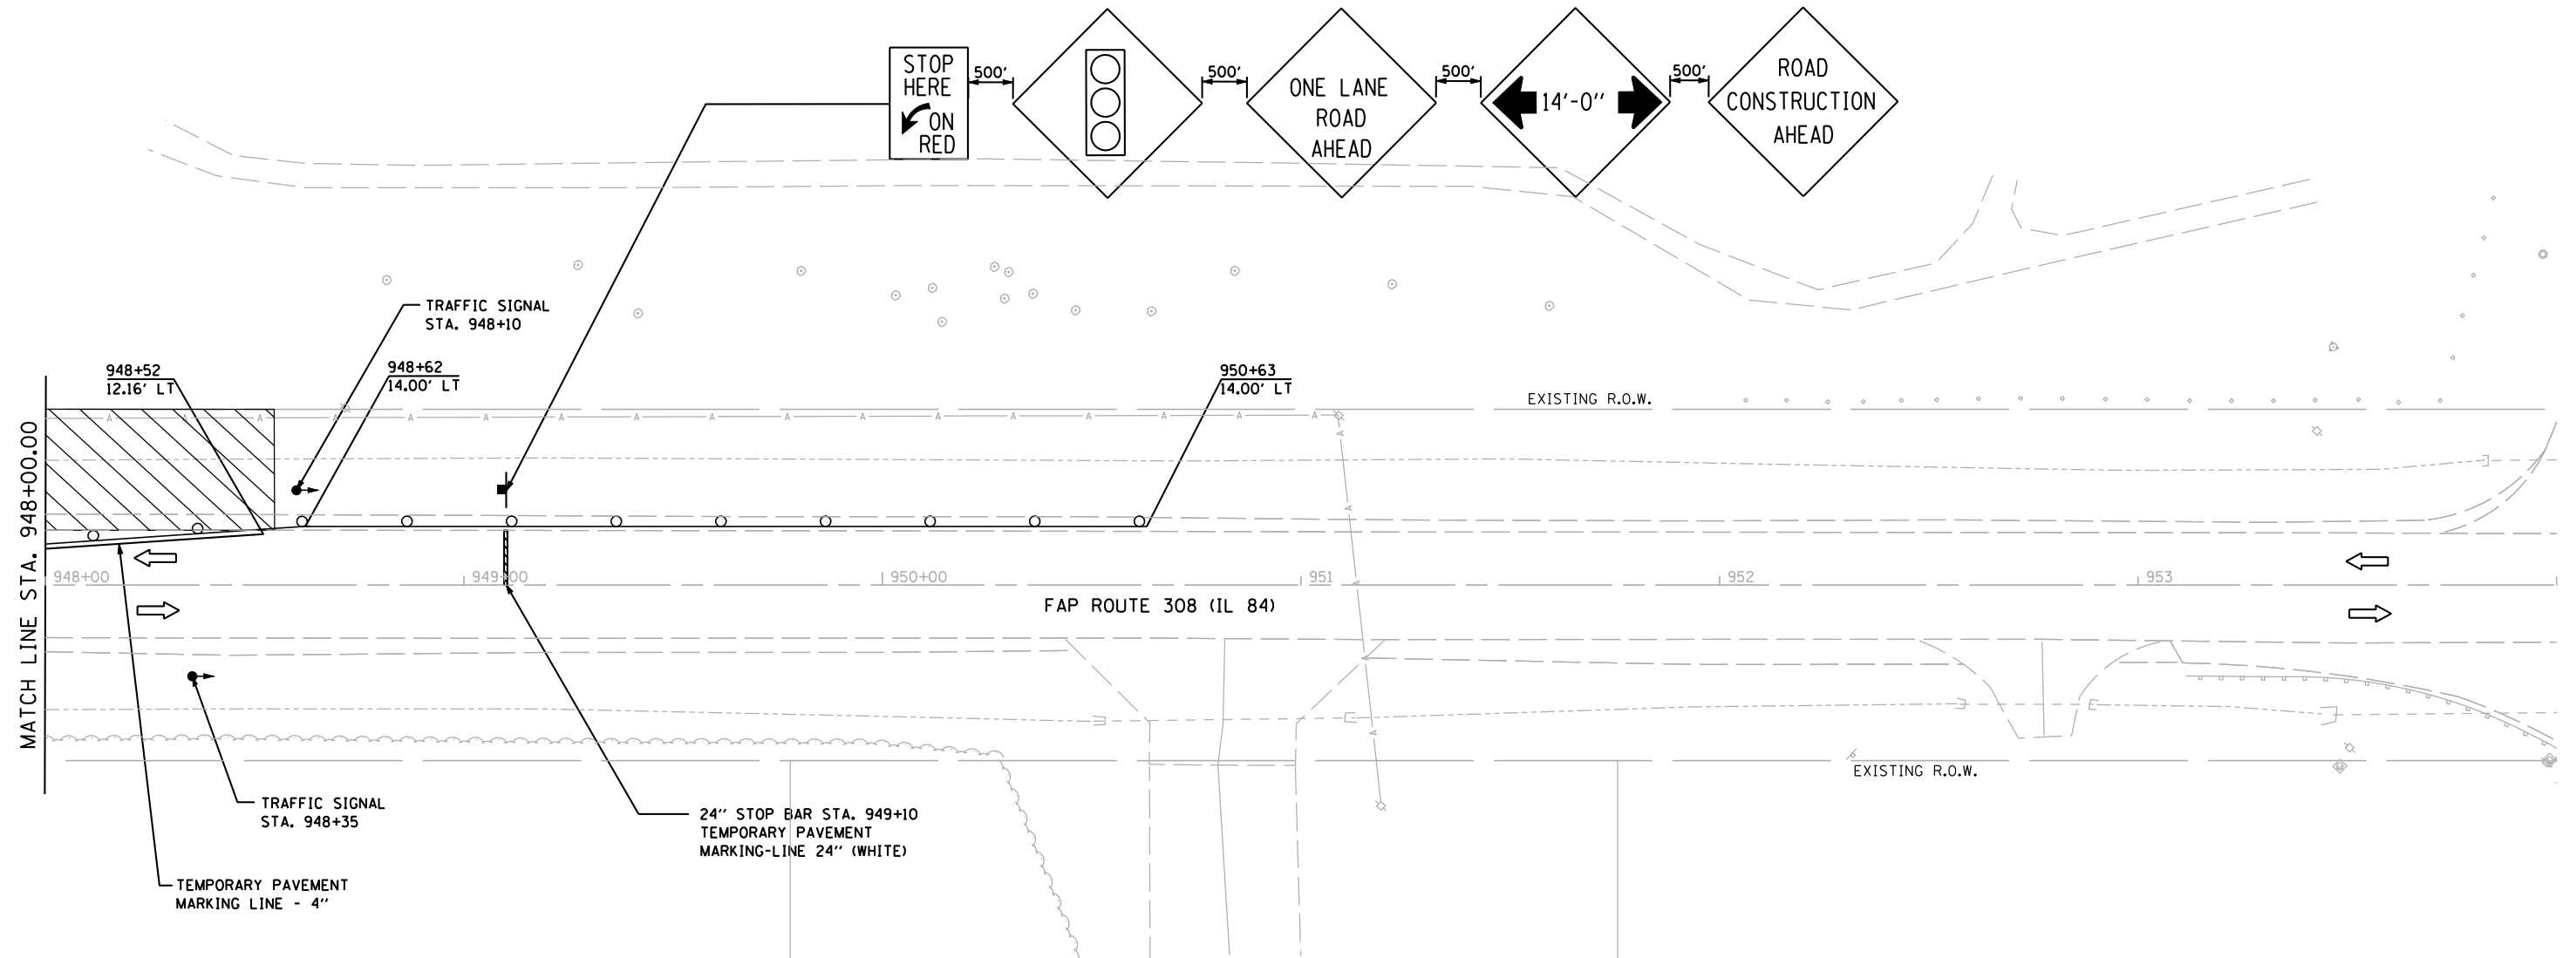 STOP
HERE
ON
RED
500'
500'
ONE LANE
ROAD
AHEAD
500'
14'-0"
500'
ROAD
CONSTRUCTION
AHEAD
TRAFFIC SIGNAL
STA. 948+10
948+52
12.16' LT
948+62
14.00' LT
950+63
14.00' LT
EXISTING R.O.W.
A A A A A A A A A A A A A A A A A
A
A
A
A
A
MATCH LINE STA. 948+00.00
948+00
949+00
950+00
951
952
953
FAP ROUTE 308 (IL 84)
EXISTING R.O.W.
TRAFFIC SIGNAL
STA. 948+35
24" STOP BAR STA. 949+10
TEMPORARY PAVEMENT
MARKING-LINE 24" (WHITE)
TEMPORARY PAVEMENT
MARKING LINE - 4"